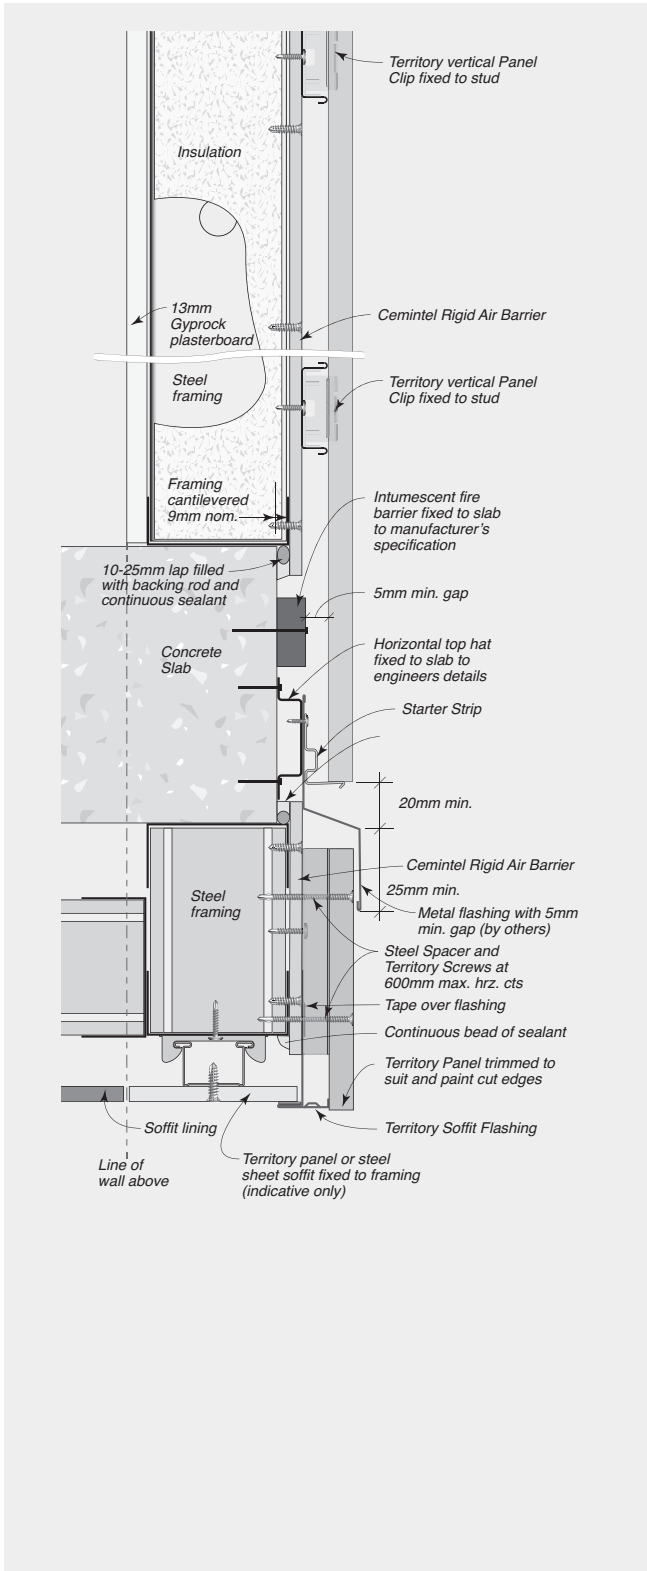 Territory vertical Panel
Clip fixed to stud
Insulation
13mm
Gyprock
plasterboard
Cemintel Rigid Air Barrier
Steel
framing
Territory vertical Panel
Clip fixed to stud
Framing
cantilevered
9mm nom.
Intumescent fire
barrier fixed to slab
to manufacturer's
specification
10-25mm lap filled
with backing rod and
continuous sealant
5mm min. gap
Concrete
Slab
Horizontal top hat
fixed to slab to
engineers details
Starter Strip
20mm min.
Cemintel Rigid Air Barrier
25mm min.
Steel
framing
Metal flashing with 5mm
min. gap (by others)
Steel Spacer and
Territory Screws at
600mm max. hrz. cts
Tape over flashing
Continuous bead of sealant
Territory Panel trimmed to
suit and paint cut edges
Soffit lining
Territory Soffit Flashing
Line of
wall above
Territory panel or steel
sheet soffit fixed to framing
(indicative only)